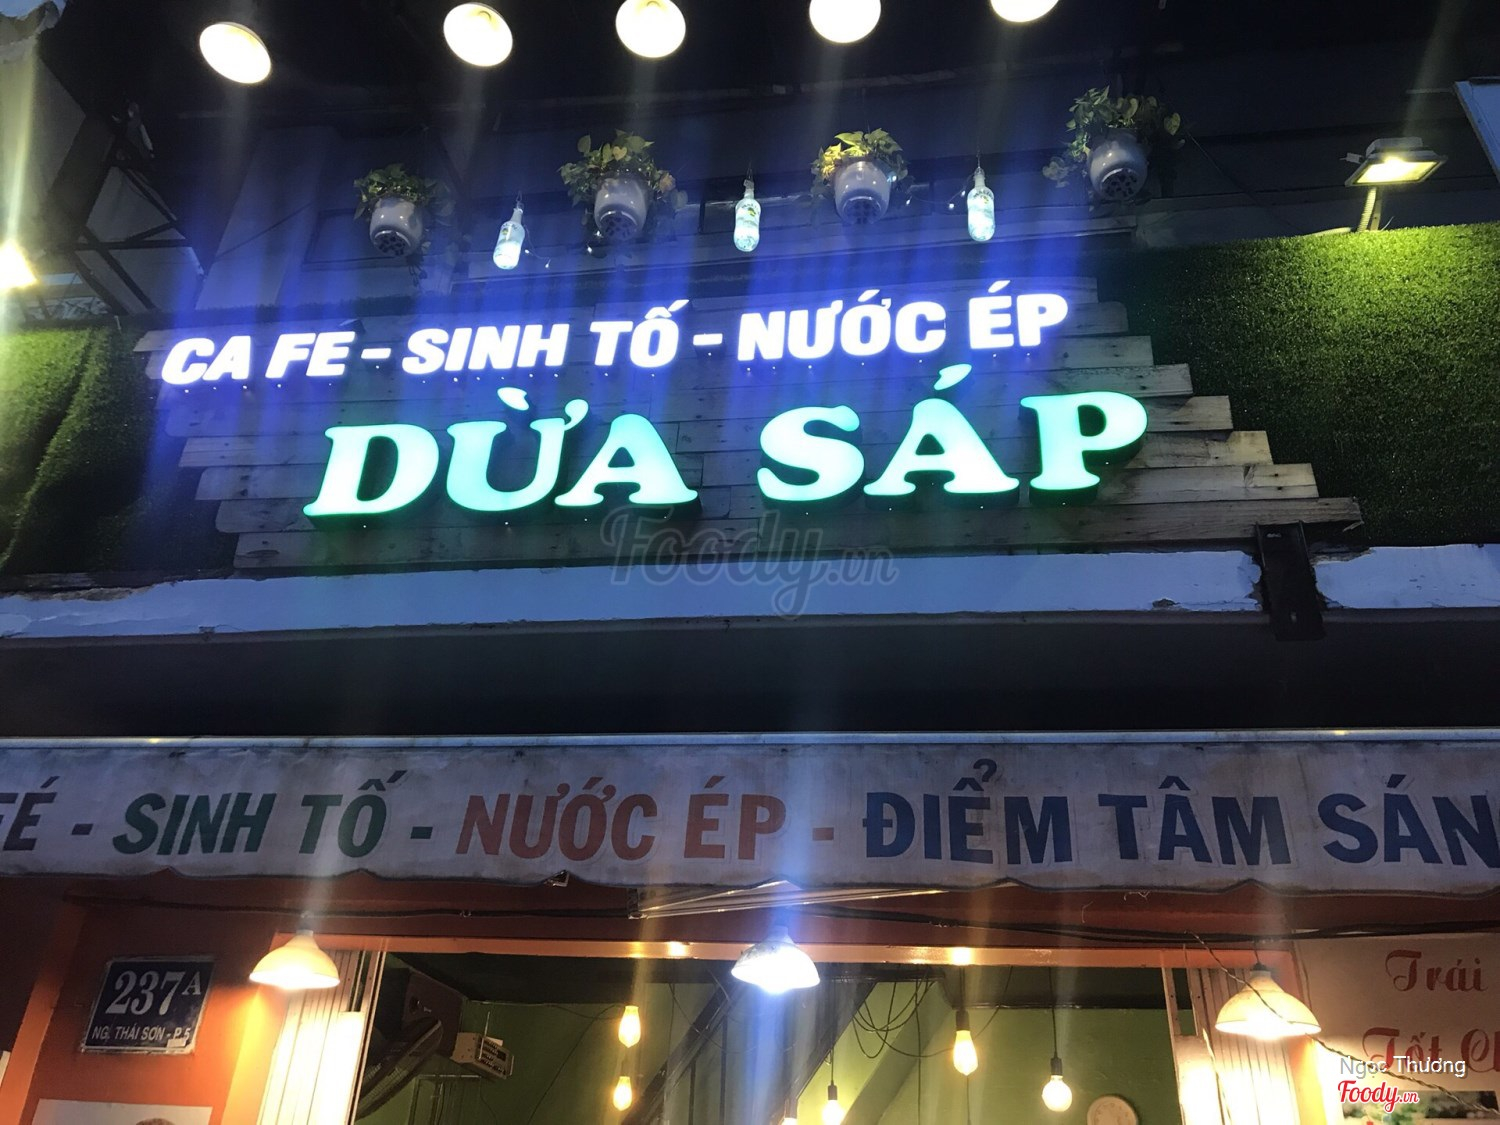 CA FE - SINH TỐ - NƯỚC ÉP
DỪA SÁP
Foody.vn
FÉ - SINH TỐ - NƯỚC ÉP - ĐIỂM TÂM SÁN
237A
NG. THÁI SƠN - P.5
Trái
Tốt
Ngọc Thương
Foody.vn